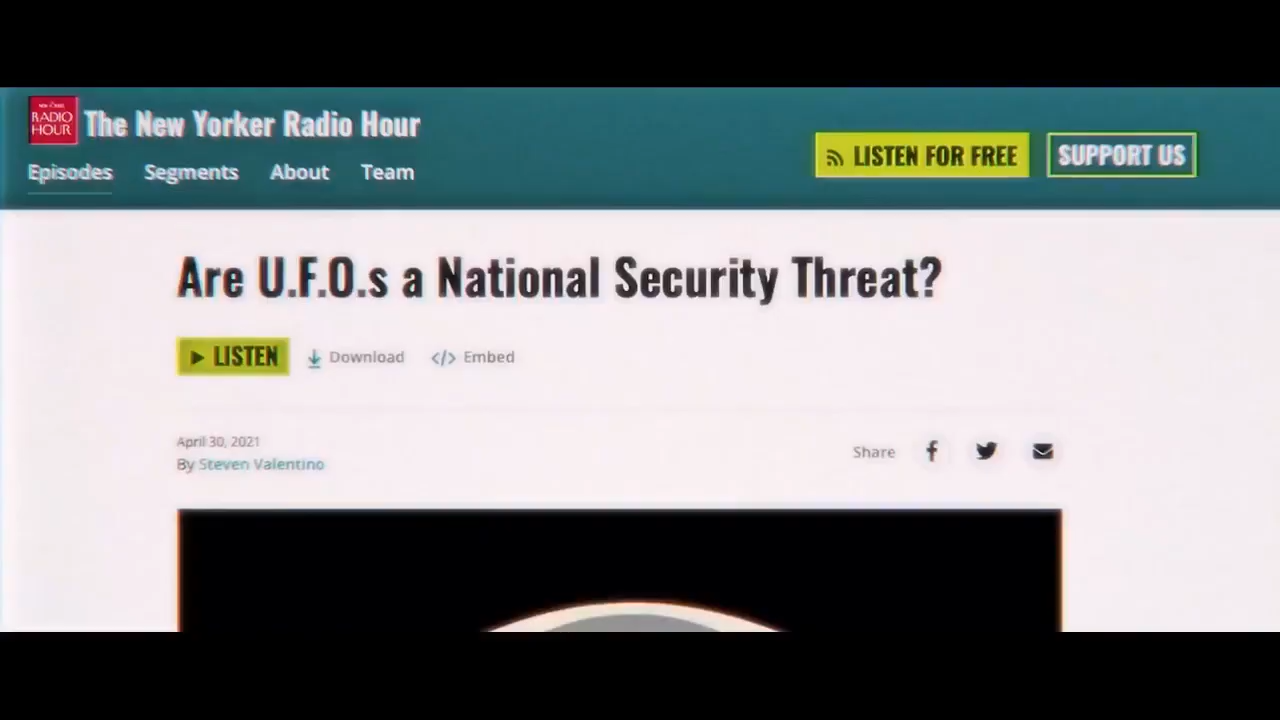 RADIO
HOUR
The New Yorker Radio Hour
Episodes Segments About Team
LISTEN FOR FREE
SUPPORT US
Are U.F.O.s a National Security Threat?
LISTEN Download </> Embed
April 30, 2021
By Steven Valentino
Share